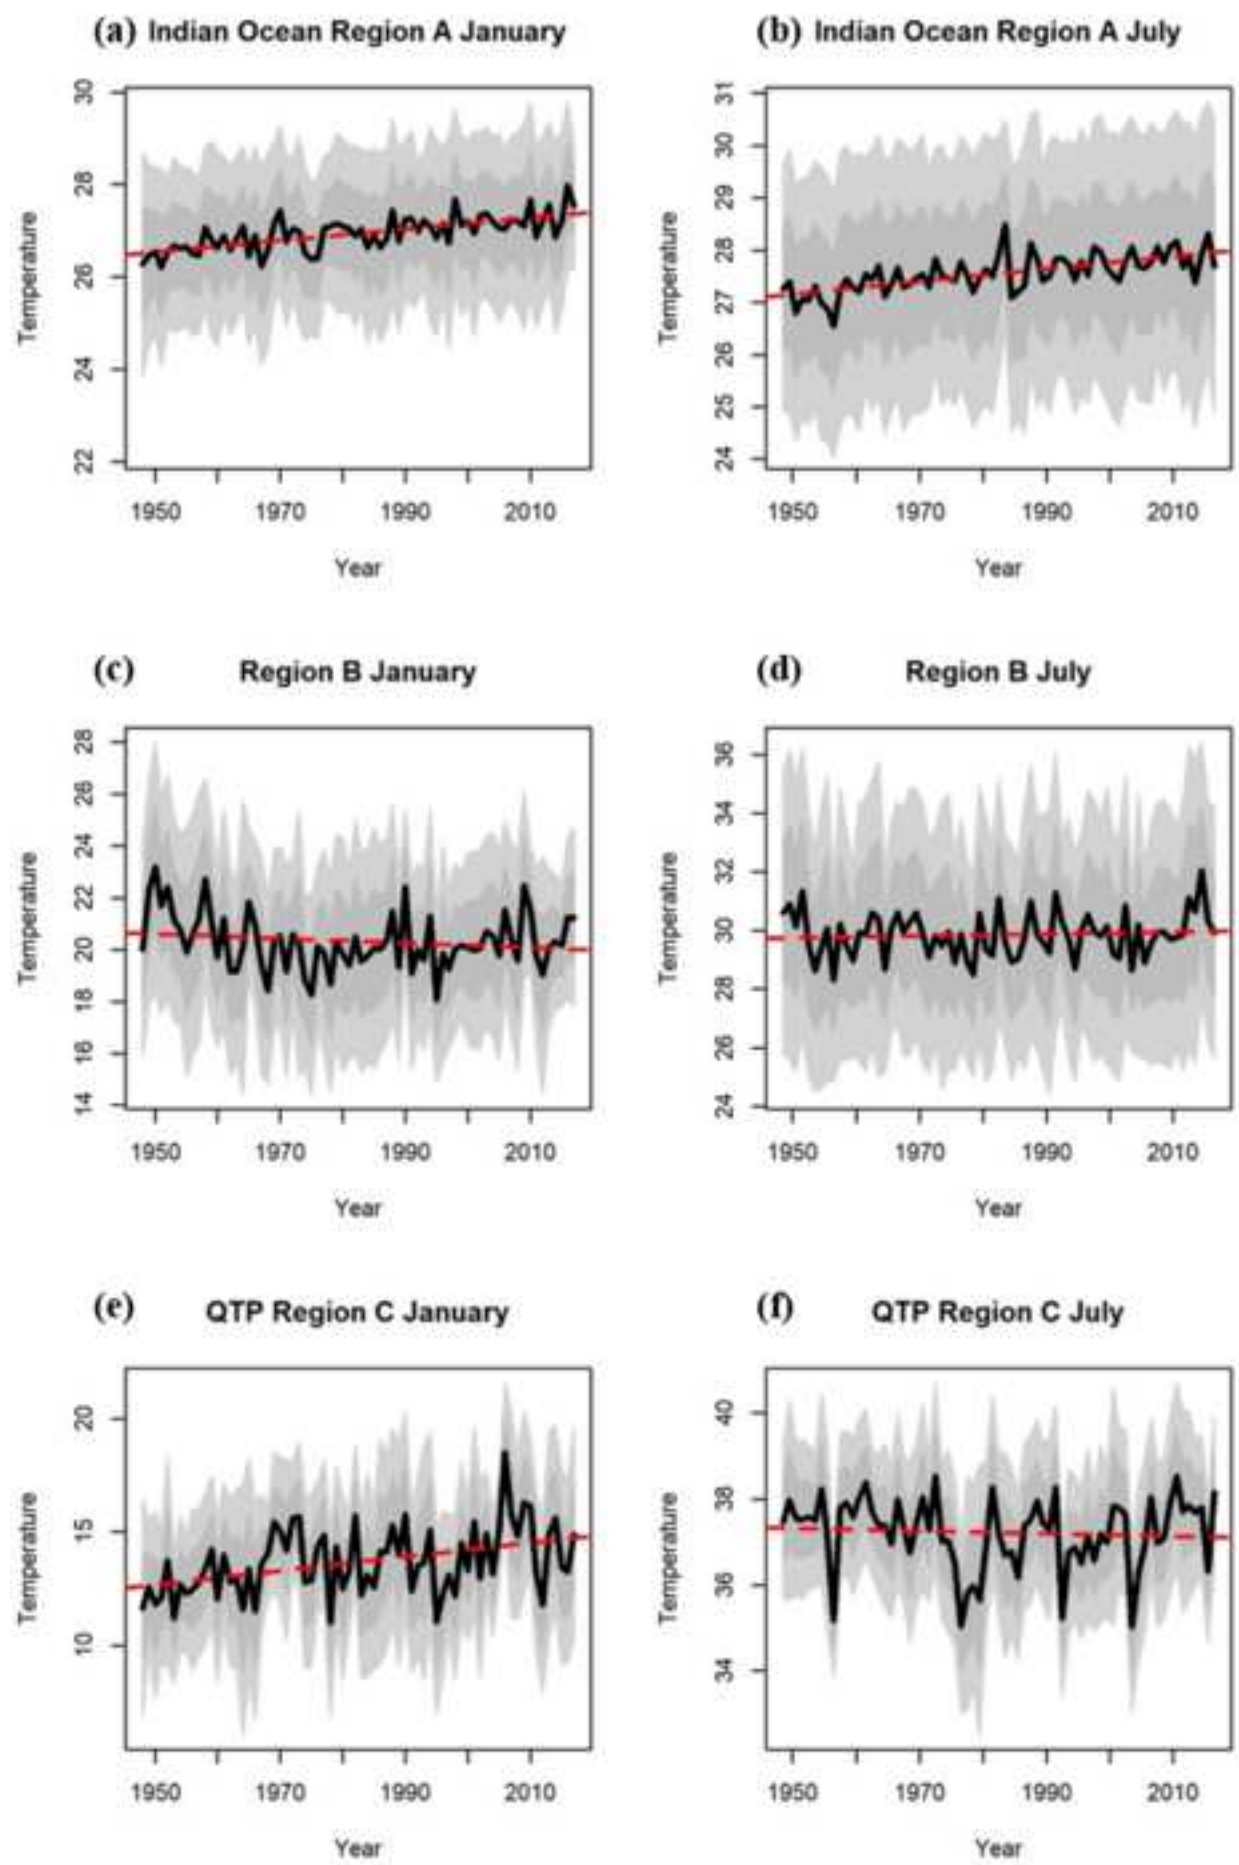 (a) Indian Ocean Region A January
30
28
26
24
22
Temperature
1950 1970 1990 2010
Year
(b) Indian Ocean Region A July
31
30
29
28
27
26
25
24
Temperature
1950 1970 1990 2010
Year
(c) Region B January
28
26
24
22
20
18
16
14
Temperature
1950 1970 1990 2010
Year
(d) Region B July
36
34
32
30
28
26
24
Temperature
1950 1970 1990 2010
Year
(e) QTP Region C January
20
15
10
Temperature
1950 1970 1990 2010
Year
(f) QTP Region C July
40
38
36
34
Temperature
1950 1970 1990 2010
Year